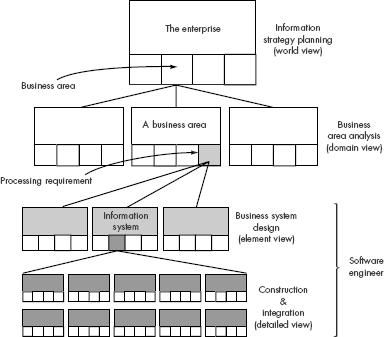 The enterprise
Information
strategy planning
(world view)
Business area
A business area
Business
area analysis
(domain view)
Processing requirement
Information
system
Business system
design
(element view)
Software
engineer
Construction
&
integration
(detailed view)